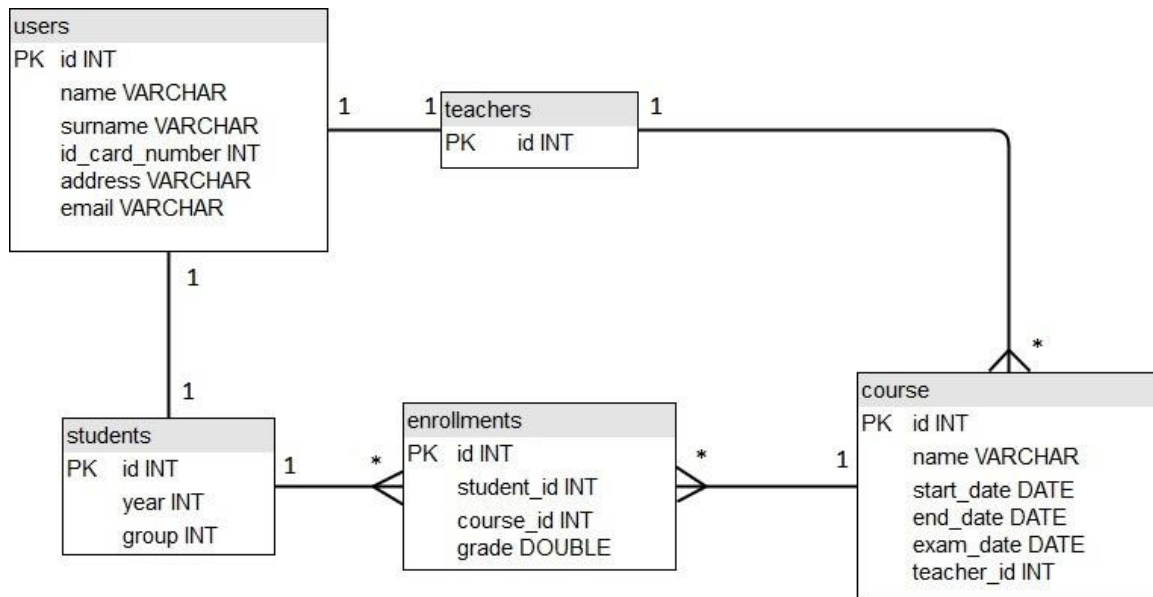 users
PK id INT
name VARCHAR
surname VARCHAR
id_card_number INT
address VARCHAR
email VARCHAR
1
1
teachers
PK id INT
1
1
1
students
PK id INT
year INT
group INT
1
*
enrollments
PK id INT
student_id INT
course_id INT
grade DOUBLE
*
1
*
course
PK id INT
name VARCHAR
start_date DATE
end_date DATE
exam_date DATE
teacher_id INT